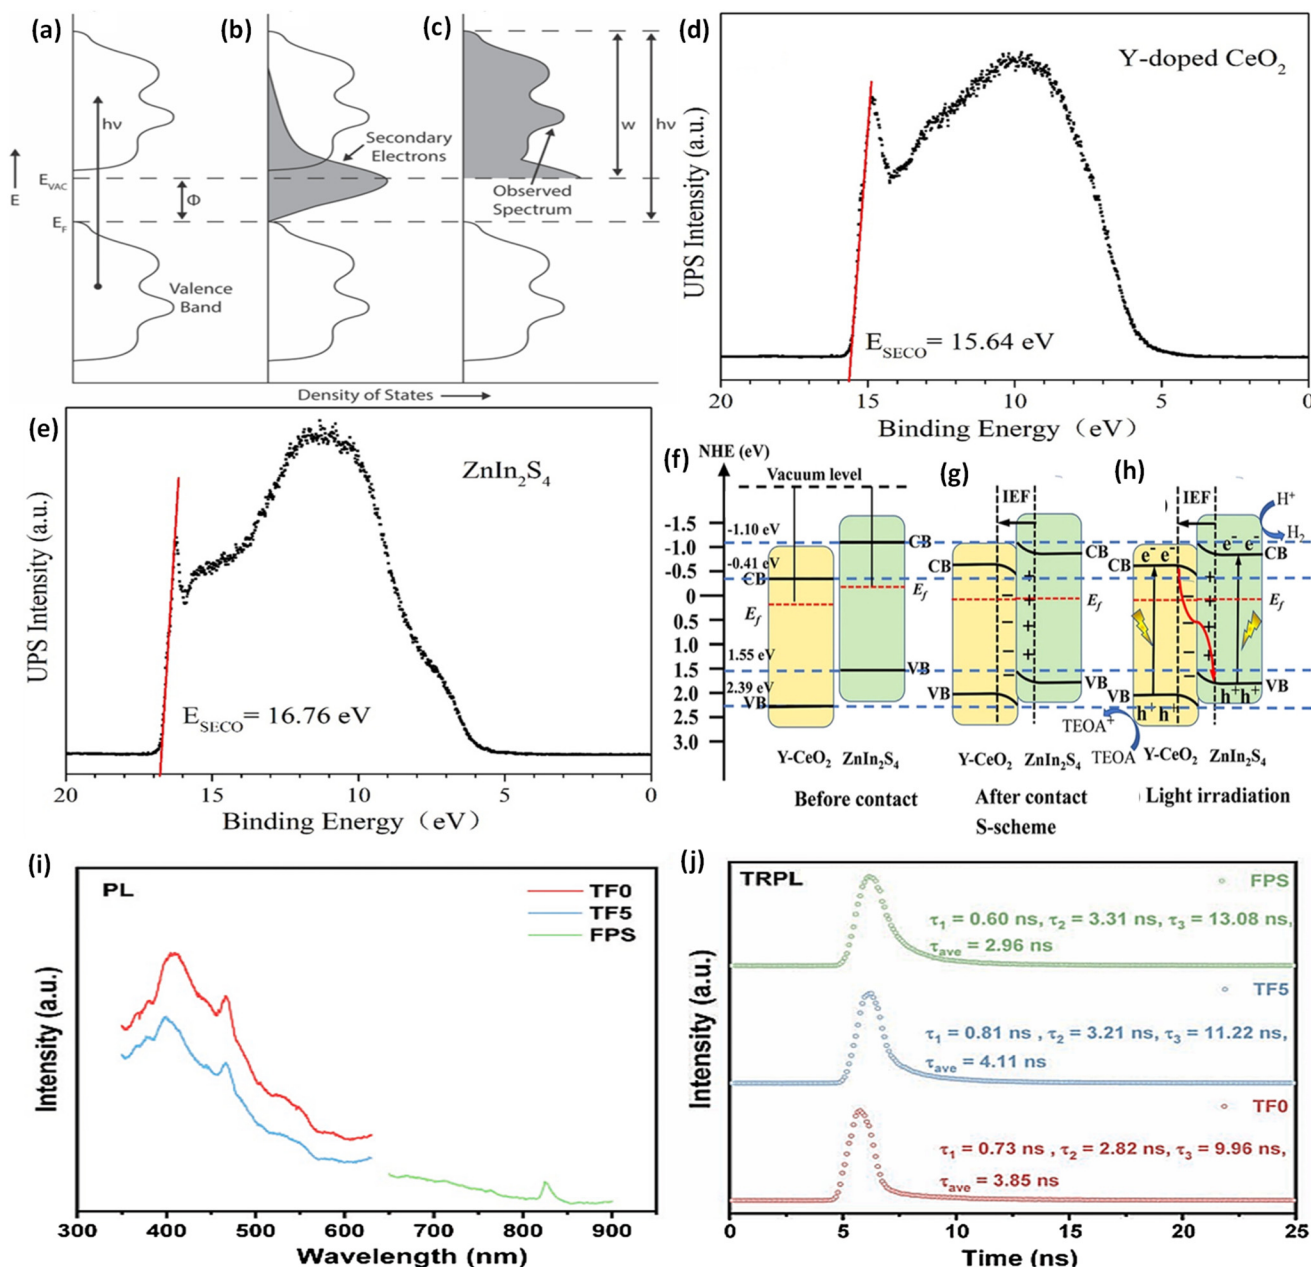 (a)
hν
E
E_VAC
Φ
E_F
Valence
Band
(b)
Secondary
Electrons
(c)
w
hν
Observed
Spectrum
Density of States
(d)
Y-doped CeO₂
UPS Intensity (a.u.)
E_SECO = 15.64 eV
20 15 10 5 0
Binding Energy (eV)
(e)
ZnIn₂S₄
UPS Intensity (a.u.)
E_SECO = 16.76 eV
20 15 10 5 0
Binding Energy (eV)
(f)
NHE (eV)
Vacuum level
-1.5
-1.10 eV
-1.0
-0.41 eV
-0.5
0
0.5
1.0
1.55 eV
1.5
2.0
2.39 eV
2.5
3.0
CB
CB
E_f
E_f
VB
VB
Y-CeO₂ ZnIn₂S₄
Before contact
(g)
IEF
CB
CB
E_f
VB
VB
− − − −
+ + + +
Y-CeO₂ ZnIn₂S₄
After contact
S-scheme
(h)
IEF
H⁺
H₂
e⁻ e⁻
CB
CB
e⁻ e⁻
E_f
VB
VB
h⁺ h⁺
h⁺ h⁺
− − − −
+ + + +
TEOA⁺
TEOA
Y-CeO₂ ZnIn₂S₄
) Light irradiation
(i)
PL
TF0
TF5
FPS
Intensity (a.u.)
300 400 500 600 700 800 900
Wavelength (nm)
(j)
TRPL
FPS
τ₁ = 0.60 ns, τ₂ = 3.31 ns, τ₃ = 13.08 ns,
τ_ave = 2.96 ns
TF5
τ₁ = 0.81 ns , τ₂ = 3.21 ns, τ₃ = 11.22 ns,
τ_ave = 4.11 ns
TF0
τ₁ = 0.73 ns , τ₂ = 2.82 ns, τ₃ = 9.96 ns,
τ_ave = 3.85 ns
Intensity (a.u.)
0 5 10 15 20 25
Time (ns)